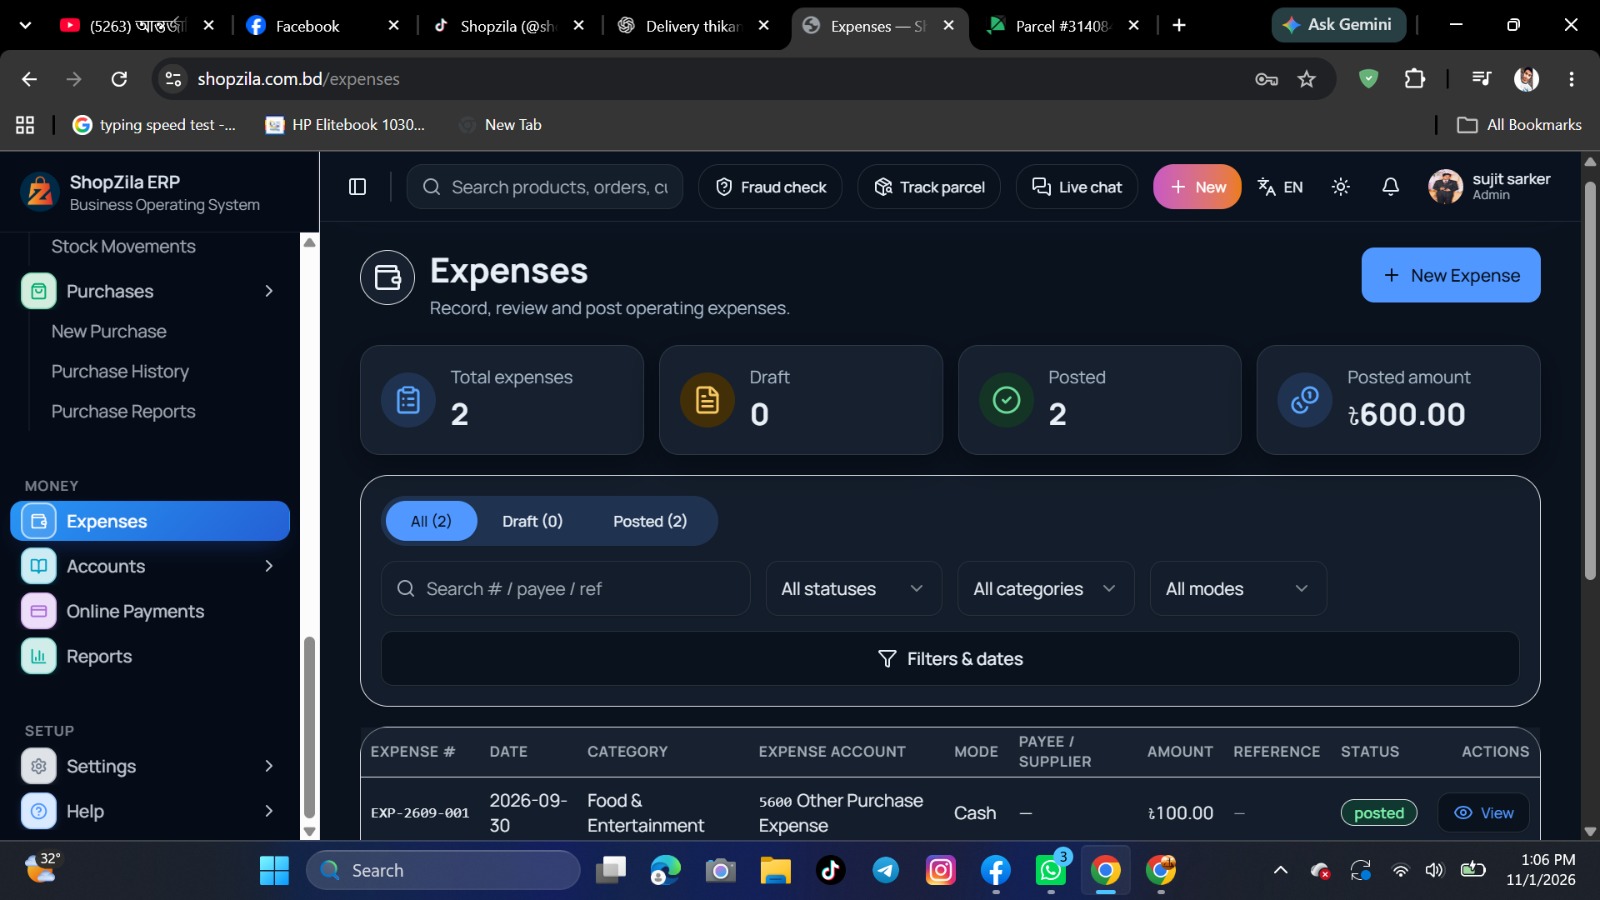 Facebook
Shopzila (@sh
Delivery thikan
Expenses — S
Parcel #31408
Ask Gemini
shopzila.com.bd/expenses
typing speed test -...
HP Elitebook 1030...
New Tab
All Bookmarks
ShopZila ERP
Business Operating System
Search products, orders, cu
Fraud check
Track parcel
Live chat
+ New
EN
sujit sarker
Admin
Stock Movements
Purchases
New Purchase
Purchase History
Purchase Reports
MONEY
Expenses
Accounts
Online Payments
Reports
SETUP
Settings
Help
Expenses
Record, review and post operating expenses.
+ New Expense
Total expenses
2
Draft
0
Posted
2
Posted amount
৳600.00
All (2)
Draft (0)
Posted (2)
Search # / payee / ref
All statuses
All categories
All modes
Filters & dates
EXPENSE #
DATE
CATEGORY
EXPENSE ACCOUNT
MODE
PAYEE /
SUPPLIER
AMOUNT
REFERENCE
STATUS
ACTIONS
EXP-2609-001
2026-09-
30
Food &
Entertainment
5600 Other Purchase
Expense
Cash
—
৳100.00
—
posted
View
32°
Search
3
1:06 PM
11/1/2026